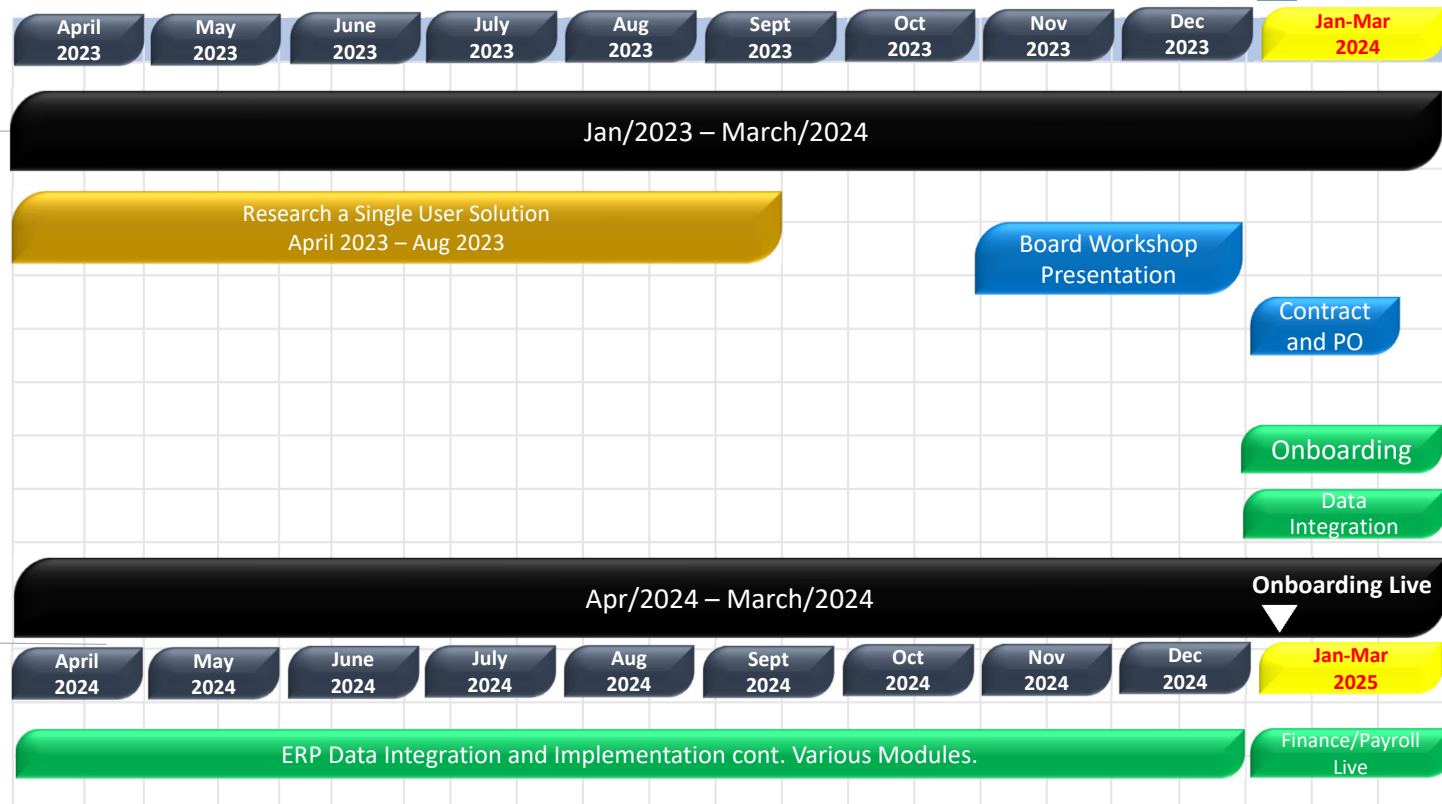 April
2023
May
2023
June
2023
July
2023
Aug
2023
Sept
2023
Oct
2023
Nov
2023
Dec
2023
Jan-Mar
2024
Jan/2023 – March/2024
Research a Single User Solution
April 2023 – Aug 2023
Board Workshop
Presentation
Contract
and PO
Onboarding
Data
Integration
Apr/2024 – March/2024
Onboarding Live
April
2024
May
2024
June
2024
July
2024
Aug
2024
Sept
2024
Oct
2024
Nov
2024
Dec
2024
Jan-Mar
2025
ERP Data Integration and Implementation cont. Various Modules.
Finance/Payroll
Live